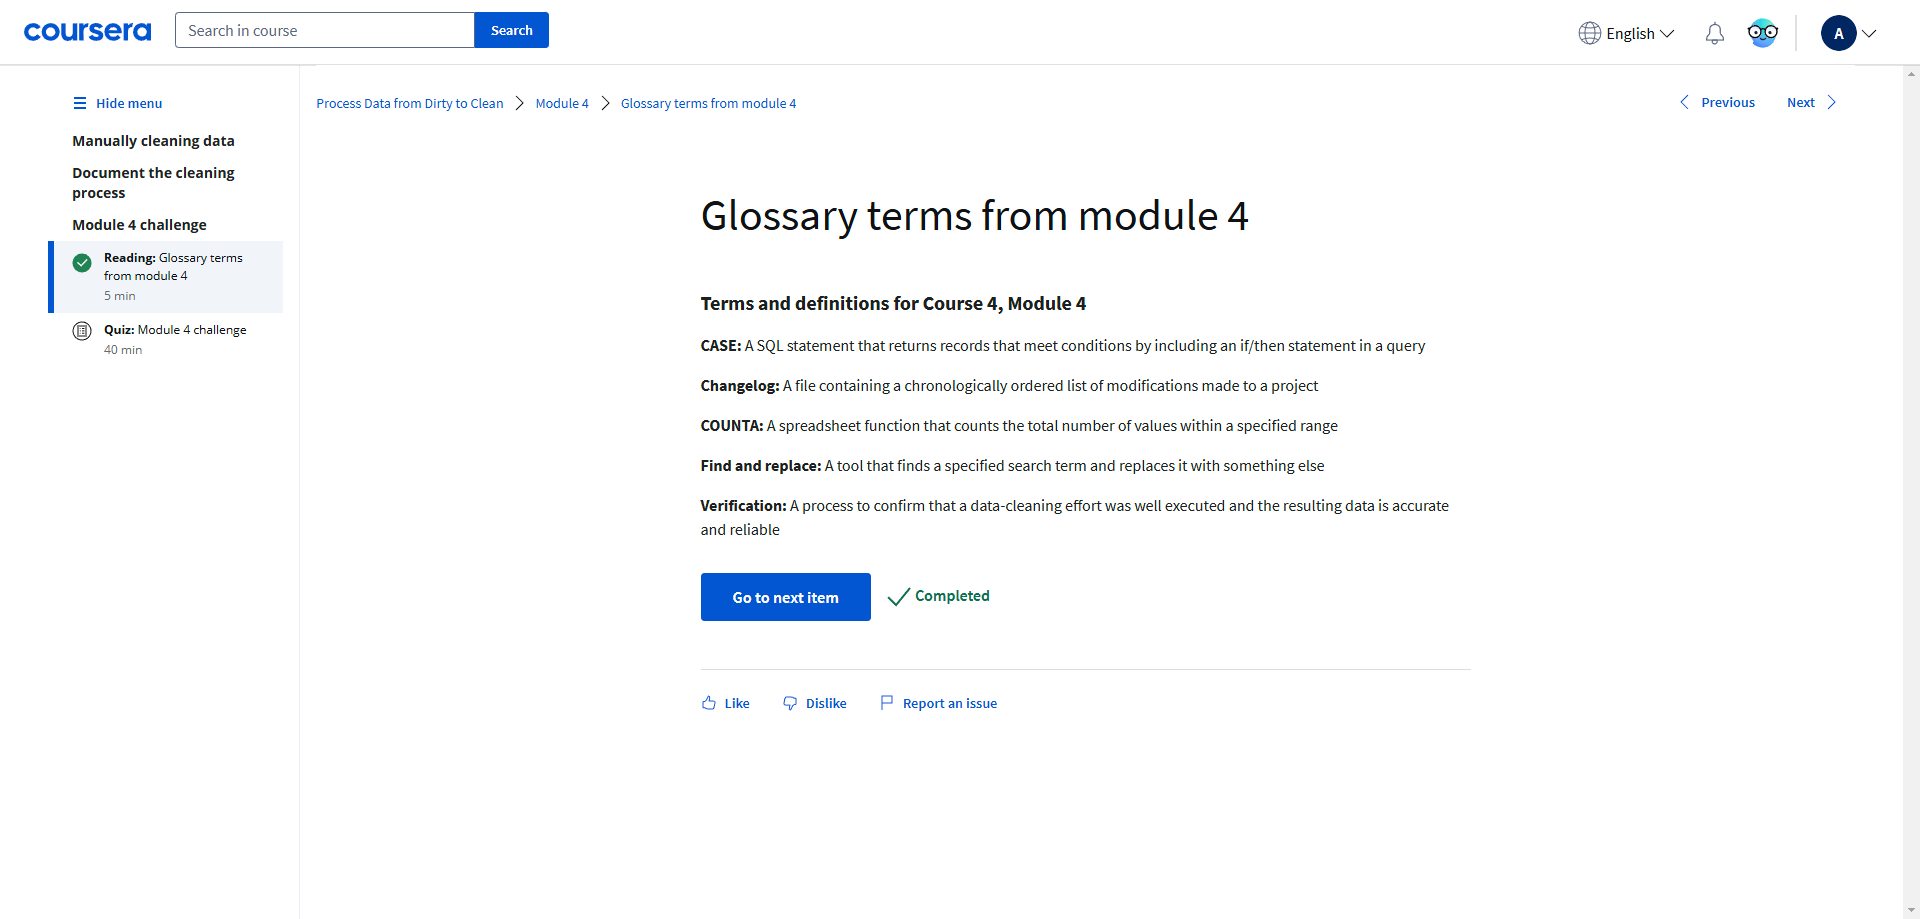 coursera
Search in course
Search
English
A
Hide menu
Manually cleaning data
Document the cleaning
process
Module 4 challenge
Reading: Glossary terms
from module 4
5 min
Quiz: Module 4 challenge
40 min
Process Data from Dirty to Clean
Module 4
Glossary terms from module 4
Previous
Next
Glossary terms from module 4
Terms and definitions for Course 4, Module 4
CASE: A SQL statement that returns records that meet conditions by including an if/then statement in a query
Changelog: A file containing a chronologically ordered list of modifications made to a project
COUNTA: A spreadsheet function that counts the total number of values within a specified range
Find and replace: A tool that finds a specified search term and replaces it with something else
Verification: A process to confirm that a data-cleaning effort was well executed and the resulting data is accurate
and reliable
Go to next item
Completed
Like
Dislike
Report an issue